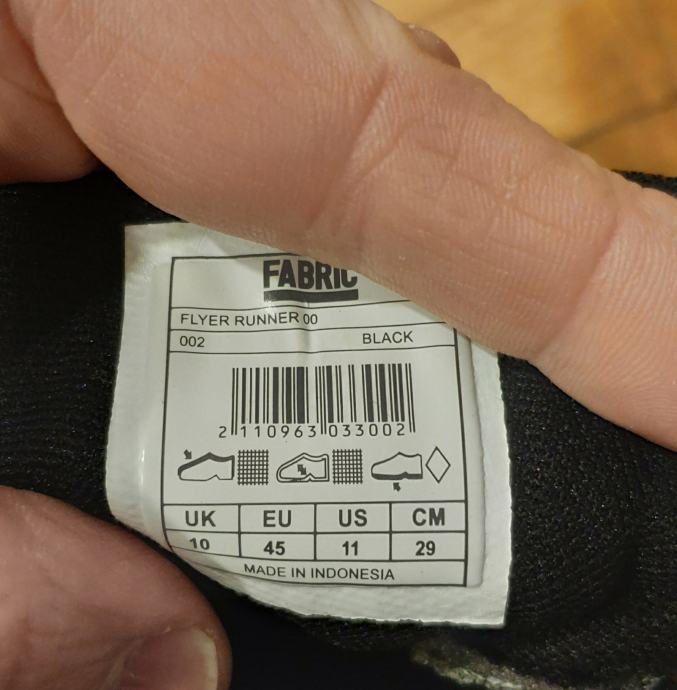 FABRIC
FLYER RUNNER 00
002 BLACK
2 110963 033002
UK EU US CM
10 45 11 29
MADE IN INDONESIA